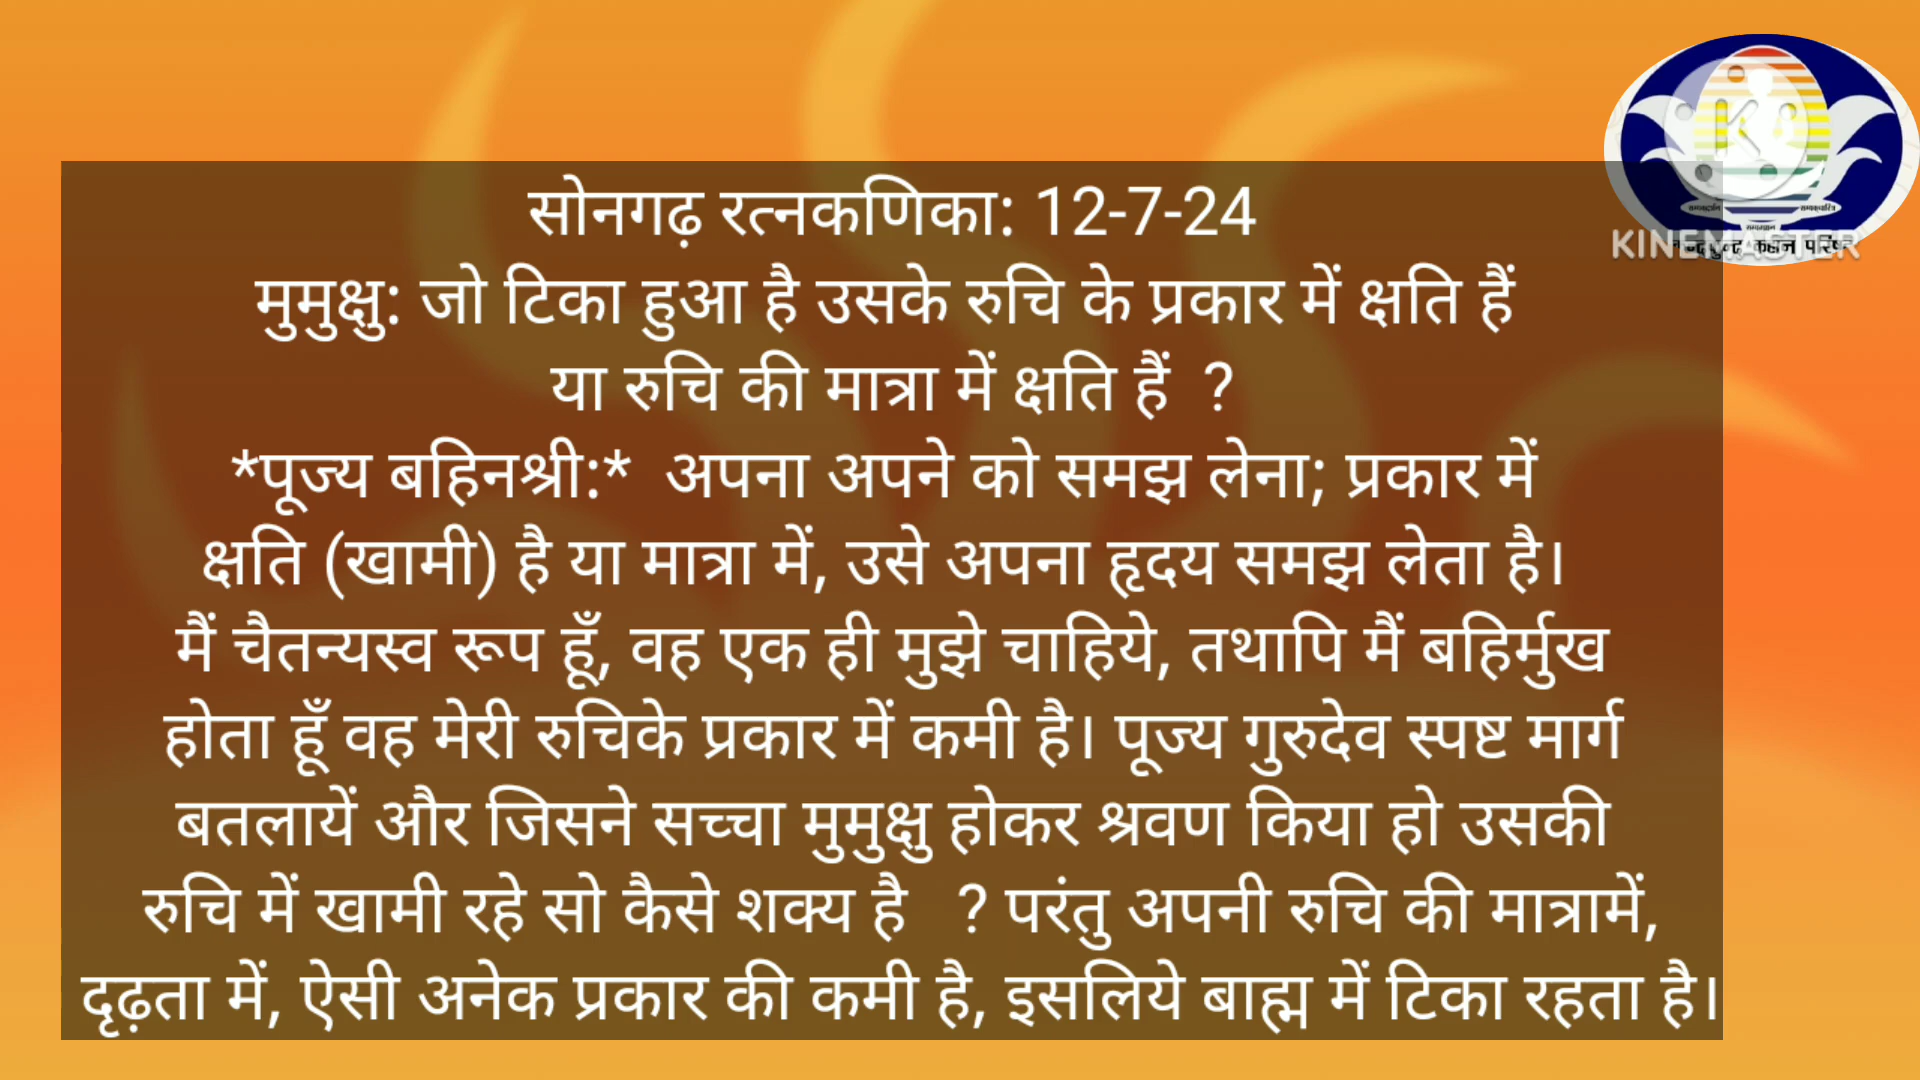 सोनगढ़ रत्नकणिका: 12-7-24
मुमुक्षु: जो टिका हुआ है उसके रुचि के प्रकार में क्षति हैं
या रुचि की मात्रा में क्षति हैं ?
*पूज्य बहिनश्री:* अपना अपने को समझ लेना; प्रकार में
क्षति (खामी) है या मात्रा में, उसे अपना हृदय समझ लेता है।
मैं चैतन्यस्व रूप हूँ, वह एक ही मुझे चाहिये, तथापि मैं बहिर्मुख
होता हूँ वह मेरी रुचिके प्रकार में कमी है। पूज्य गुरुदेव स्पष्ट मार्ग
बतलायें और जिसने सच्चा मुमुक्षु होकर श्रवण किया हो उसकी
रुचि में खामी रहे सो कैसे शक्य है ? परंतु अपनी रुचि की मात्रामें,
दृढ़ता में, ऐसी अनेक प्रकार की कमी है, इसलिये बाह्म में टिका रहता है।
KINEMASTER